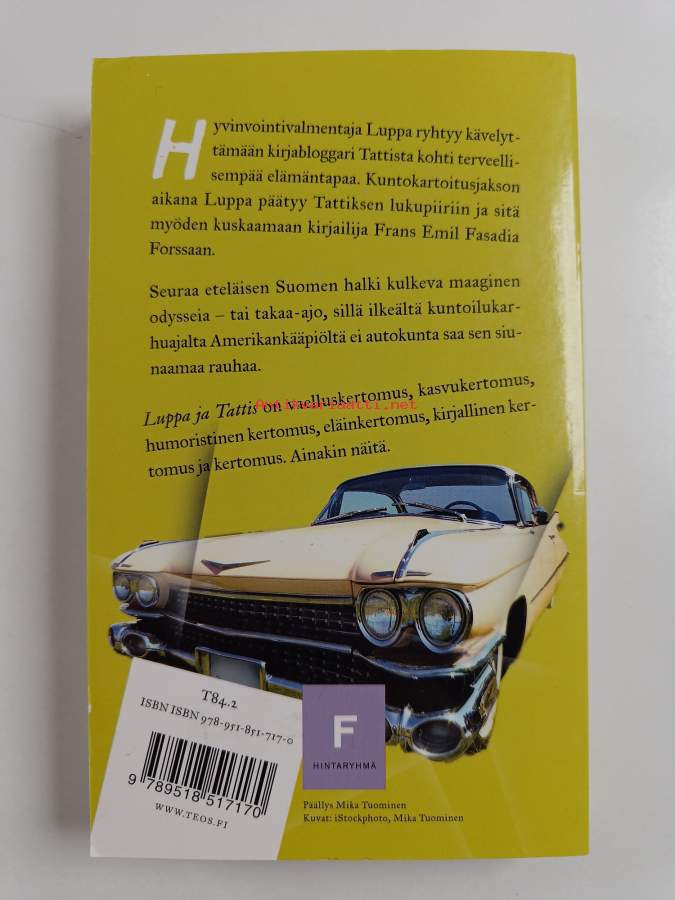 Hyvinvointivalmentaja Luppa ryhtyy kävelyt-
tämään kirjabloggari Tattista kohti terveelli-
sempää elämäntapaa. Kuntokartoitusjakson
aikana Luppa päätyy Tattiksen lukupiiriin ja sitä
myöden kuskaamaan kirjailija Frans Emil Fasadia
Forssaan.
Seuraa eteläisen Suomen halki kulkeva maaginen
odysseia – tai takaa-ajo, sillä ilkeältä kuntoilukar-
huajalta Amerikankääpiöltä ei autokunta saa sen siu-
naamaa rauhaa.
Luppa ja Tattis on vaelluskertomus, kasvukertomus,
humoristinen kertomus, eläinkertomus, kirjallinen ker-
tomus ja kertomus. Ainakin näitä.
Antikvariaatti.net
T84.2
ISBN ISBN 978-951-851-717-0
9 789518 517170
WWW.TEOS.FI
F
HINTARYHMÄ
Päällys Mika Tuominen
Kuvat: iStockphoto, Mika Tuominen